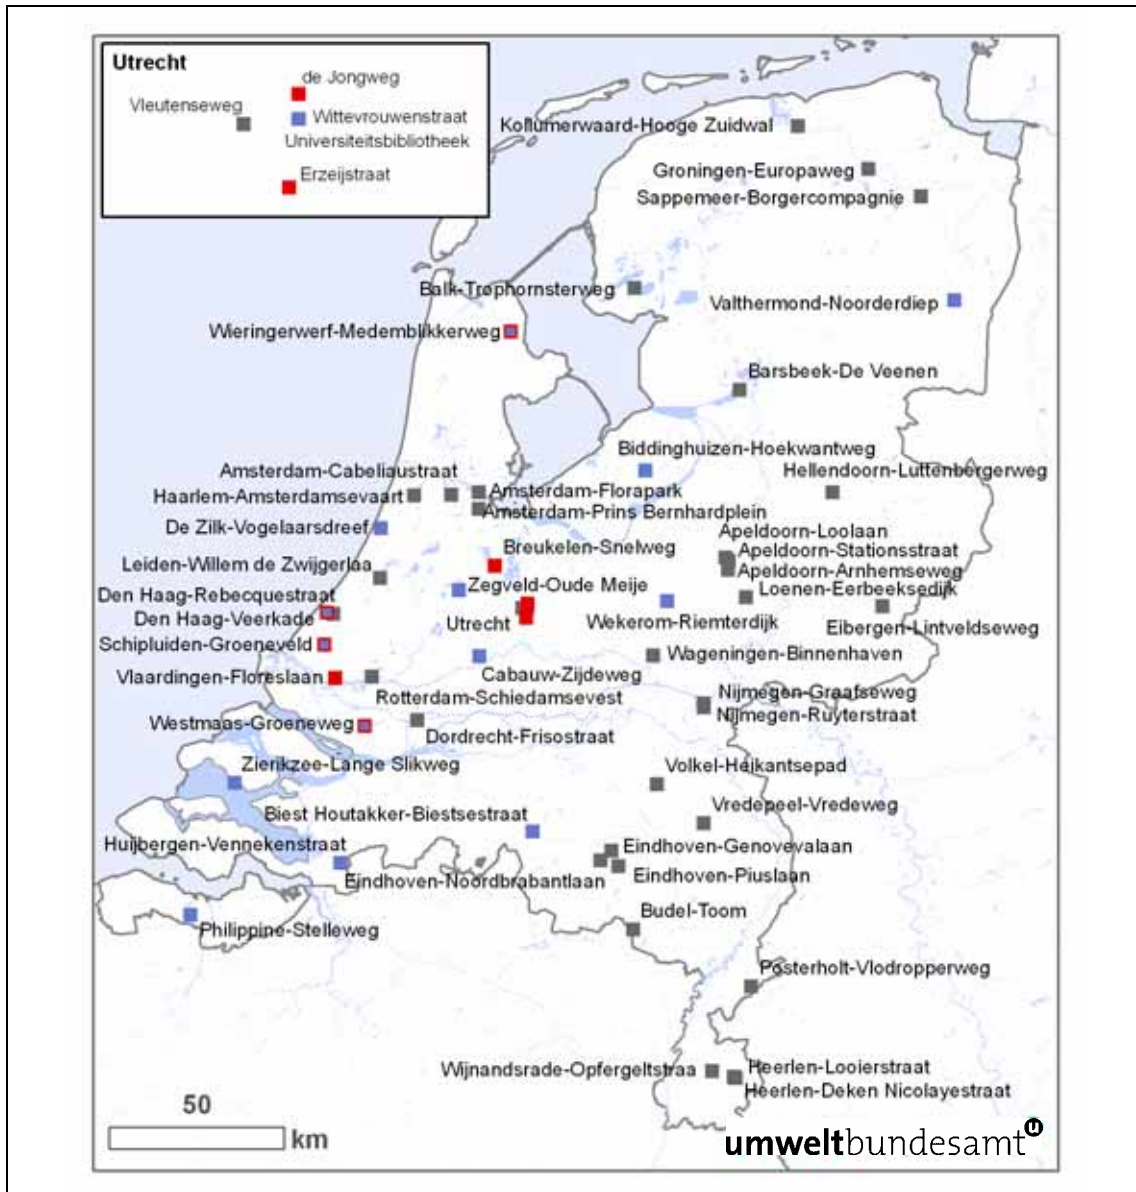 Utrecht
de Jongweg
Vleutenseweg
Wittevrouwenstraat
Universiteitsbibliotheek
Erzeijstraat
Kollumerwaard-Hooge Zuidwal
Groningen-Europaweg
Sappemeer-Borgercompagnie
Balk-Trophornsterweg
Valthermond-Noorderdiep
Wieringerwerf-Medemblikkerweg
Barsbeek-De Veenen
Biddinghuizen-Hoekwantweg
Amsterdam-Cabeliaustraat
Hellendoorn-Luttenbergerweg
Haarlem-Amsterdamsevaart
Amsterdam-Florapark
Amsterdam-Prins Bernhardplein
De Zilk-Vogelaarsdreef
Apeldoorn-Loolaan
Breukelen-Snelweg
Apeldoorn-Stationsstraat
Leiden-Willem de Zwijgerlaa
Apeldoorn-Arnhemseweg
Zegveld-Oude Meije
Loenen-Eerbeeksedijk
Den Haag-Rebecquestraat
Den Haag-Veerkade
Utrecht
Wekerom-Riemterdijk
Eibergen-Lintveldseweg
Schipluiden-Groeneveld
Wageningen-Binnenhaven
Vlaardingen-Floreslaan
Cabauw-Zijdeweg
Rotterdam-Schiedamsevest
Nijmegen-Graafseweg
Nijmegen-Ruyterstraat
Westmaas-Groeneweg
Dordrecht-Frisostraat
Zierikzee-Lange Slikweg
Volkel-Heikantsepad
Vredepeel-Vredeweg
Biest Houtakker-Biestsestraat
Huijbergen-Vennekenstraat
Eindhoven-Genovevalaan
Eindhoven-Noordbrabantlaan
Eindhoven-Piuslaan
Budel-Toom
Philippine-Stelleweg
Posterholt-Vlodropperweg
Wijnandsrade-Opfergeltstraa
Heerlen-Looierstraat
Heerlen-Deken Nicolayestraat
50
km
umweltbundesamt